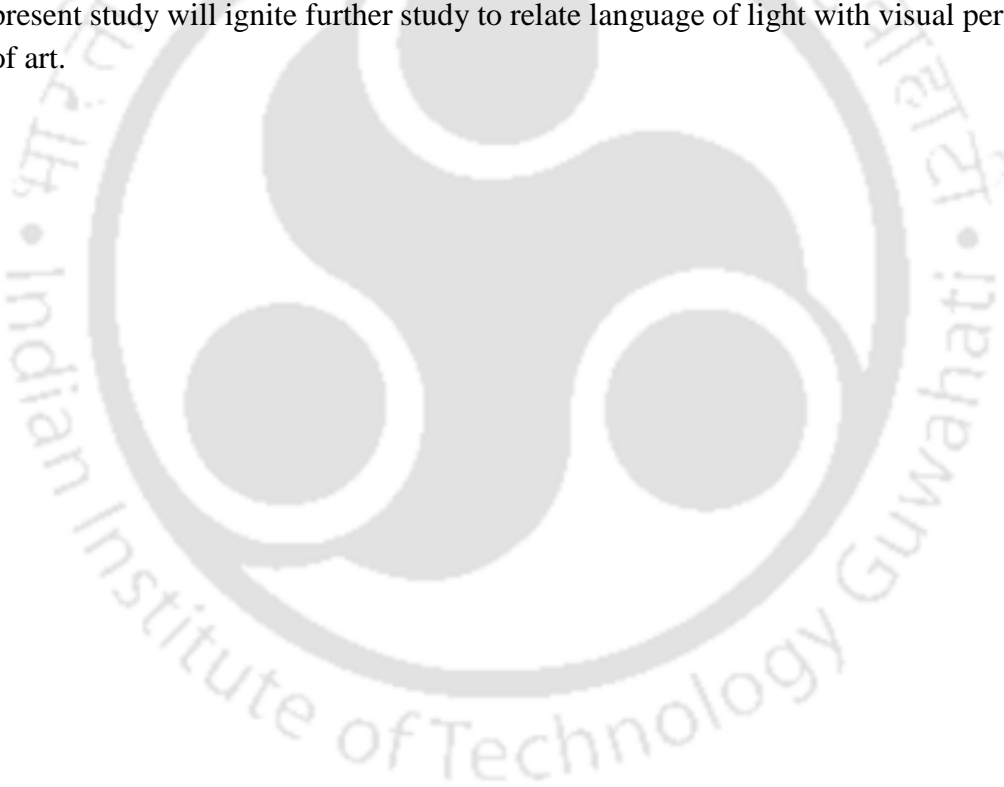 present study will ignite further study to relate language of light with visual per
of art.
• Indian Institute of Technology Guwahati •